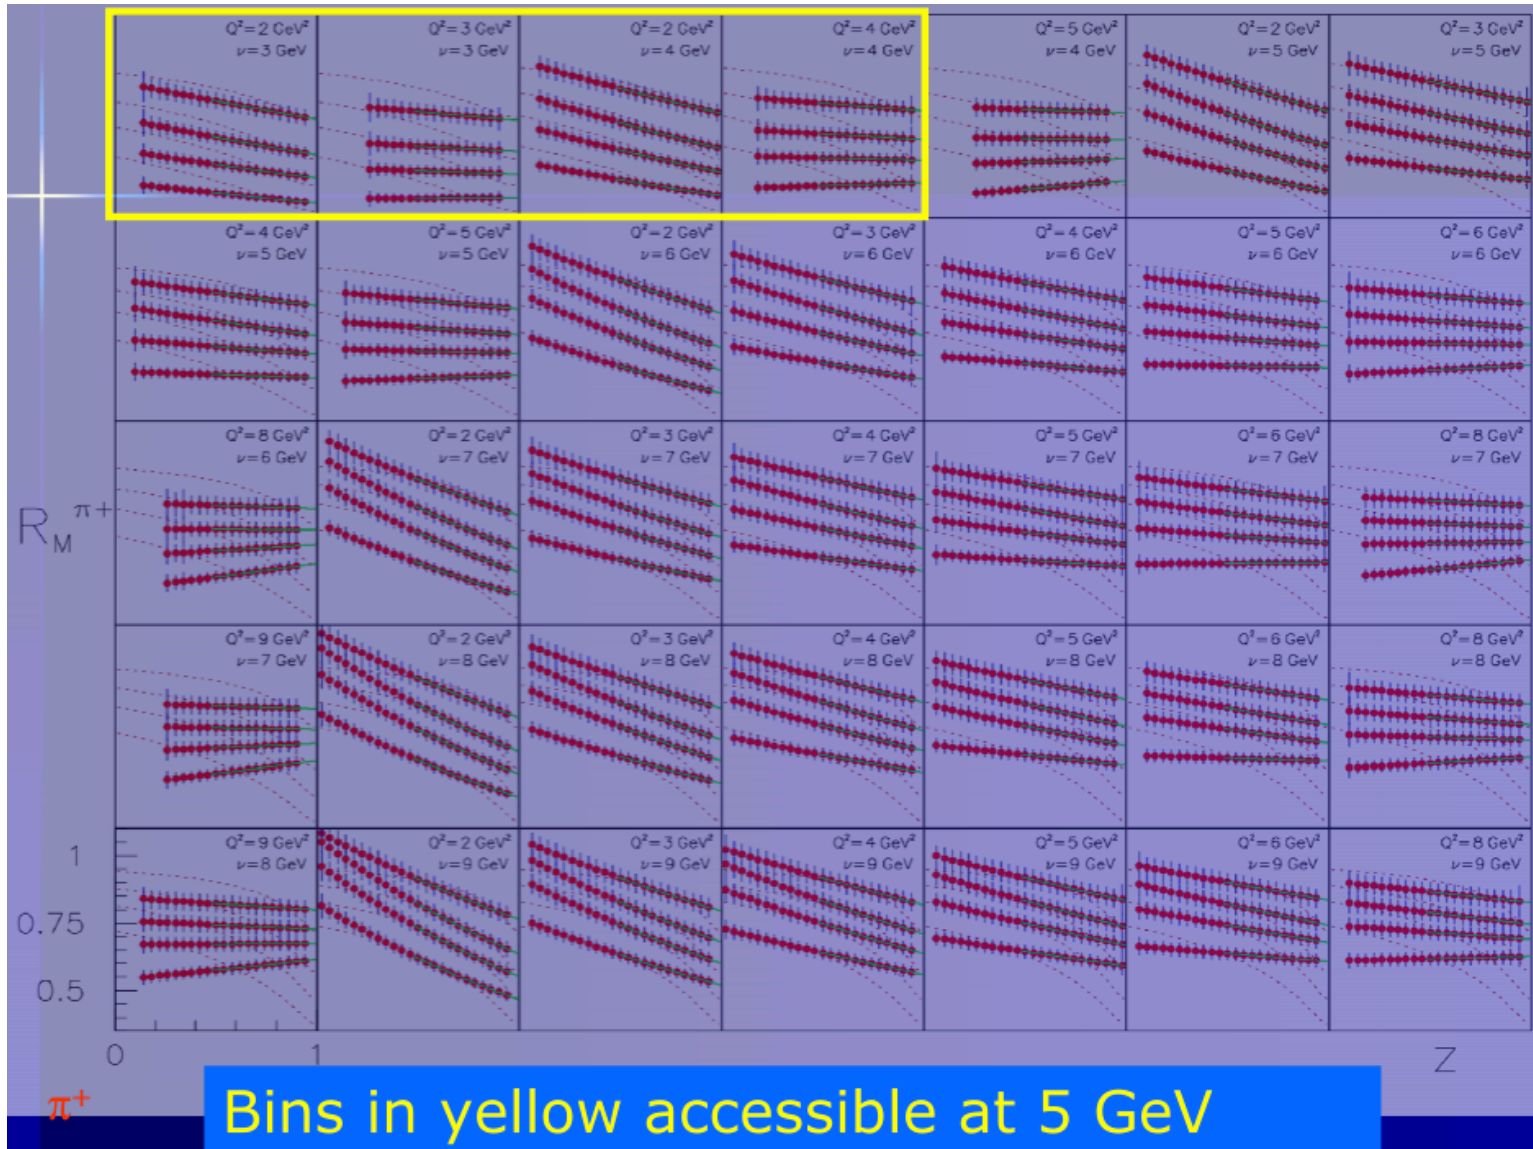 Q²=2 GeV² Q²=3 GeV² Q²=2 GeV² Q²=4 GeV² Q²=5 GeV² Q²=2 GeV² Q²=3 GeV²
ν=3 GeV ν=3 GeV ν=4 GeV ν=4 GeV ν=4 GeV ν=5 GeV ν=5 GeV
Q²=4 GeV² Q²=5 GeV² Q²=2 GeV² Q²=3 GeV² Q²=4 GeV² Q²=5 GeV² Q²=6 GeV²
ν=5 GeV ν=5 GeV ν=6 GeV ν=6 GeV ν=6 GeV ν=6 GeV ν=6 GeV
Q²=8 GeV² Q²=2 GeV² Q²=3 GeV² Q²=4 GeV² Q²=5 GeV² Q²=6 GeV² Q²=8 GeV²
ν=6 GeV ν=7 GeV ν=7 GeV ν=7 GeV ν=7 GeV ν=7 GeV ν=7 GeV
R_M^π+
Q²=9 GeV² Q²=2 GeV² Q²=3 GeV² Q²=4 GeV² Q²=5 GeV² Q²=6 GeV² Q²=8 GeV²
ν=7 GeV ν=8 GeV ν=8 GeV ν=8 GeV ν=8 GeV ν=8 GeV ν=8 GeV
Q²=9 GeV² Q²=2 GeV² Q²=3 GeV² Q²=4 GeV² Q²=5 GeV² Q²=6 GeV² Q²=8 GeV²
ν=8 GeV ν=9 GeV ν=9 GeV ν=9 GeV ν=9 GeV ν=9 GeV ν=9 GeV
1
0.75
0.5
0 1 Z
π⁺
Bins in yellow accessible at 5 GeV